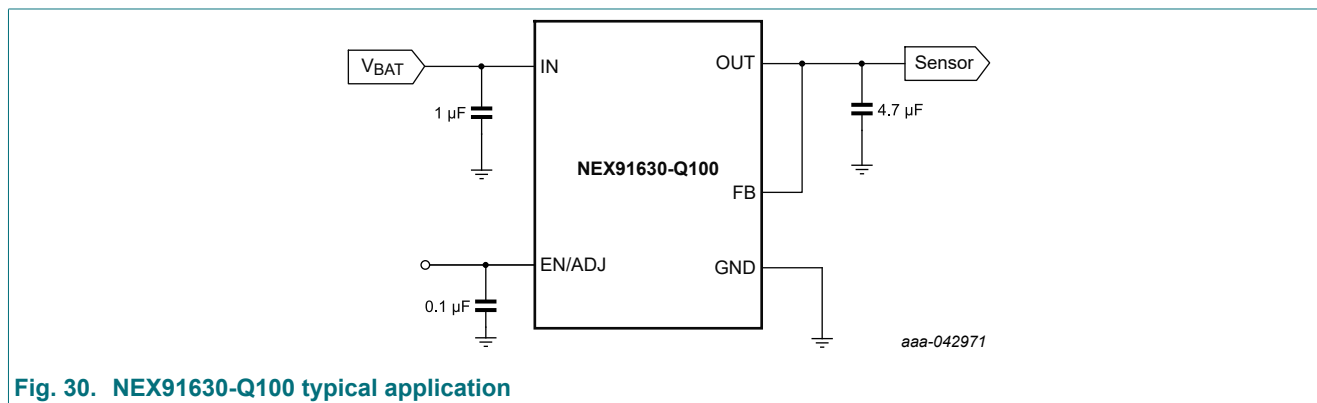 V_BAT
IN
OUT
Sensor
1 µF
4.7 µF
NEX91630-Q100
FB
EN/ADJ
GND
0.1 µF
aaa-042971
Fig. 30. NEX91630-Q100 typical application